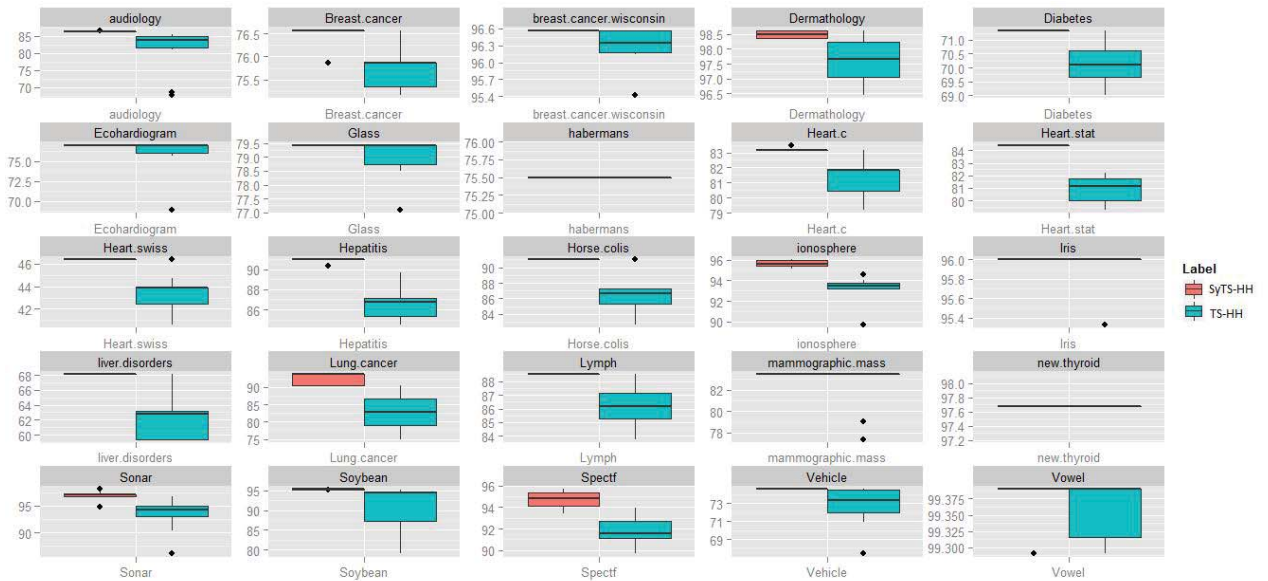 audiology
Breast.cancer
breast.cancer.wisconsin
Dermathology
Diabetes
85
80
75
70
76.5
76.0
75.5
96.6
96.3
96.0
95.7
95.4
98.5
98.0
97.5
97.0
96.5
71.0
70.5
70.0
69.5
69.0
audiology
Breast.cancer
breast.cancer.wisconsin
Dermathology
Diabetes
Ecohardiogram
Glass
habermans
Heart.c
Heart.stat
75.0
72.5
70.0
79.5
79.0
78.5
78.0
77.5
77.0
76.00
75.75
75.50
75.25
75.00
83
82
81
80
79
84
83
82
81
80
Ecohardiogram
Glass
habermans
Heart.c
Heart.stat
Heart.swiss
Hepatitis
Horse.colis
ionosphere
Iris
46
44
42
90
88
86
90
88
86
84
96
94
92
90
96.0
95.8
95.6
95.4
Heart.swiss
Hepatitis
Horse.colis
ionosphere
Iris
Label
SyTS-HH
TS-HH
liver.disorders
Lung.cancer
Lymph
mammographic.mass
new.thyroid
68
66
64
62
60
90
85
80
75
88
87
86
85
84
82
80
78
98.0
97.8
97.6
97.4
97.2
liver.disorders
Lung.cancer
Lymph
mammographic.mass
new.thyroid
Sonar
Soybean
Spectf
Vehicle
Vowel
95
90
95
90
85
80
96
94
92
90
73
71
69
99.375
99.350
99.325
99.300
Sonar
Soybean
Spectf
Vehicle
Vowel